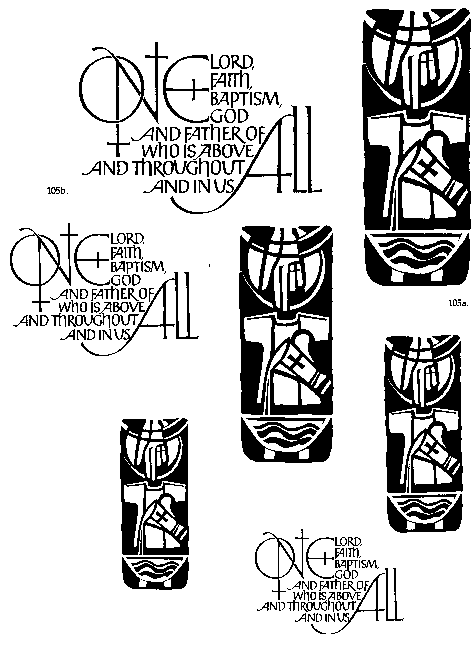 ONE LORD,
FAITH,
BAPTISM,
GOD
AND FATHER OF
WHO IS ABOVE
AND THROUGHOUT
AND IN US ALL
105b.
105a.
ONE LORD,
FAITH,
BAPTISM,
GOD
AND FATHER OF
WHO IS ABOVE
AND THROUGHOUT
AND IN US ALL
ONE LORD,
FAITH,
BAPTISM,
GOD
AND FATHER OF
WHO IS ABOVE
AND THROUGHOUT
AND IN US ALL